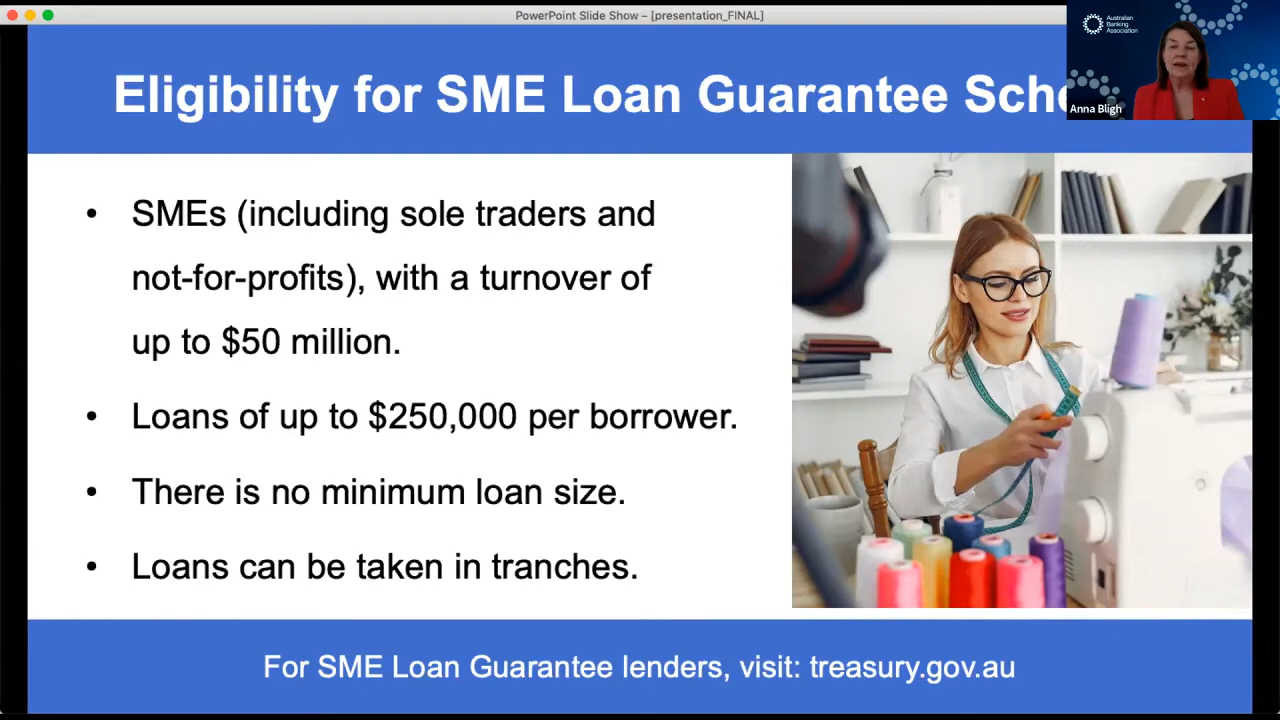 PowerPoint Slide Show – [presentation_FINAL]
Australian
Banking
Association
Anna Bligh
Eligibility for SME Loan Guarantee Sche
• SMEs (including sole traders and
not-for-profits), with a turnover of
up to $50 million.
• Loans of up to $250,000 per borrower.
• There is no minimum loan size.
• Loans can be taken in tranches.
For SME Loan Guarantee lenders, visit: treasury.gov.au